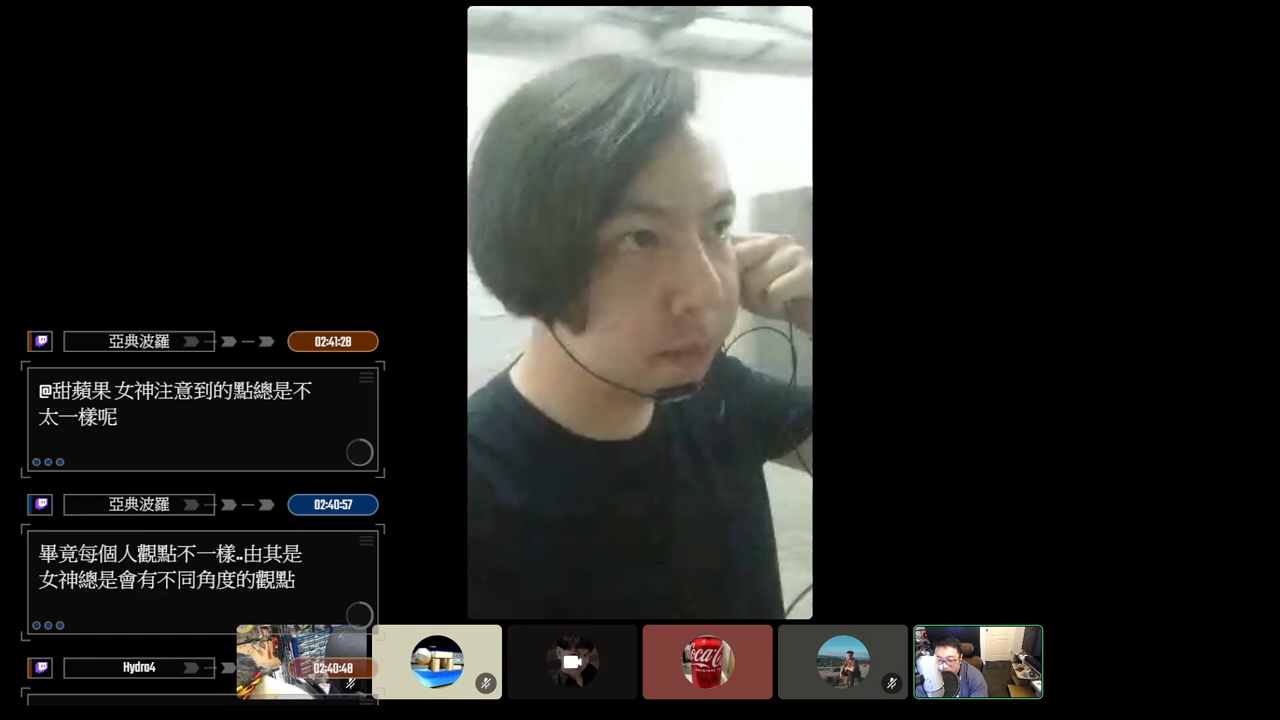 亞典波羅
02:41:28
@甜蘋果 女神注意到的點總是不
太一樣呢
亞典波羅
02:40:57
畢竟每個人觀點不一樣..由其是
女神總是會有不同角度的觀點
Hydro4
02:40:48
Coca-Cola